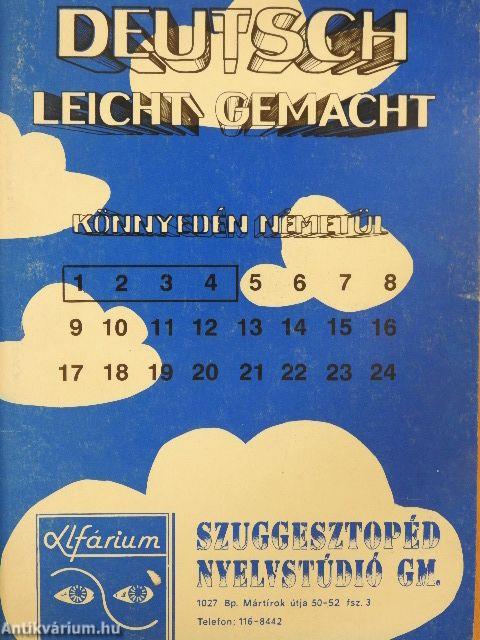 DEUTSCH
LEICHT GEMACHT
KÖNNYEDÉN NÉMETÜL
1 2 3 4 5 6 7 8
9 10 11 12 13 14 15 16
17 18 19 20 21 22 23 24
Alfárium
SZUGGESZTOPÉD
NYELVSTÚDIÓ GM.
1027 Bp. Mártírok útja 50-52 fsz. 3
Telefon: 116-8442
Antikvárium.hu